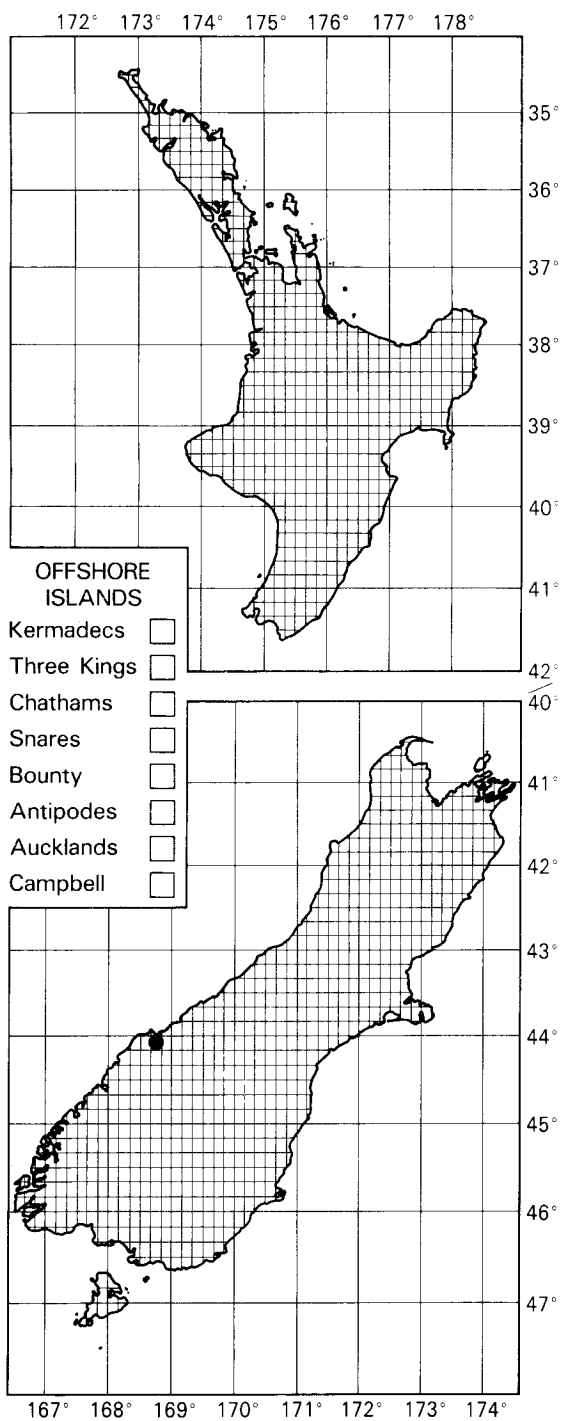 172° 173° 174° 175° 176° 177° 178°
35°
36°
37°
38°
39°
40°
41°
42°
OFFSHORE
ISLANDS
Kermadecs
Three Kings
Chathams
Snares
Bounty
Antipodes
Aucklands
Campbell
40°
41°
42°
43°
44°
45°
46°
47°
167° 168° 169° 170° 171° 172° 173° 174°